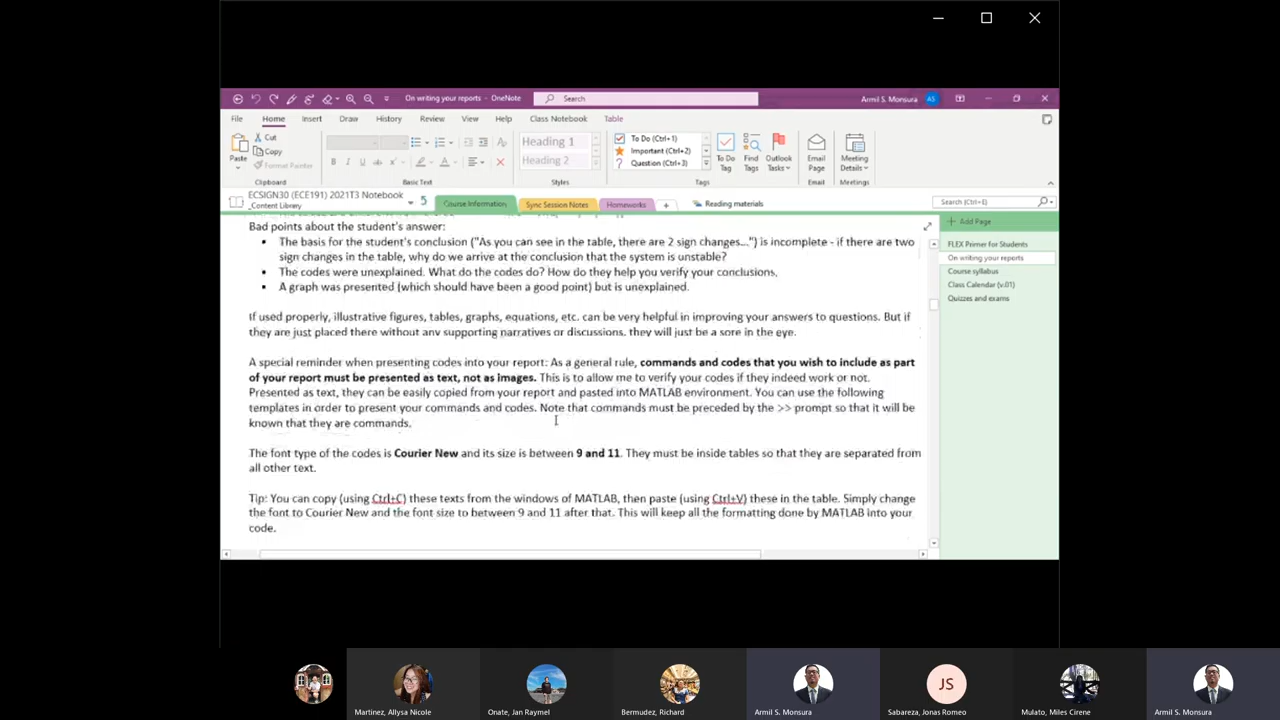 On writing your reports - OneNote
Search
Armil S. Monsura
AS
File Home Insert Draw History Review View Help Class Notebook Table
Paste
Cut
Copy
Format Painter
Clipboard
Basic Text
Heading 1
Heading 2
Styles
To Do (Ctrl+1)
Important (Ctrl+2)
Question (Ctrl+3)
To Do Tag
Find Tags
Outlook Tasks
Tags
Email Page
Email
Meeting Details
Meetings
ECSIGN30 (ECE191) 2021T3 Notebook
_Content Library
Course Information
Sync Session Notes
Homeworks
Reading materials
Search (Ctrl+E)
Add Page
FLEX Primer for Students
On writing your reports
Course syllabus
Class Calendar (v.01)
Quizzes and exams
Bad points about the student's answer:
The basis for the student's conclusion ("As you can see in the table, there are 2 sign changes...") is incomplete - if there are two
sign changes in the table, why do we arrive at the conclusion that the system is unstable?
The codes were unexplained. What do the codes do? How do they help you verify your conclusions,
A graph was presented (which should have been a good point) but is unexplained.
If used properly, illustrative figures, tables, graphs, equations, etc. can be very helpful in improving your answers to questions. But if
they are just placed there without any supporting narratives or discussions. they will just be a sore in the eye.
A special reminder when presenting codes into your report: As a general rule, commands and codes that you wish to include as part
of your report must be presented as text, not as images. This is to allow me to verify your codes if they indeed work or not.
Presented as text, they can be easily copied from your report and pasted into MATLAB environment. You can use the following
templates in order to present your commands and codes. Note that commands must be preceded by the >> prompt so that it will be
known that they are commands.
The font type of the codes is Courier New and its size is between 9 and 11. They must be inside tables so that they are separated from
all other text.
Tip: You can copy (using Ctrl+C) these texts from the windows of MATLAB, then paste (using Ctrl+V) these in the table. Simply change
the font to Courier New and the font size to between 9 and 11 after that. This will keep all the formatting done by MATLAB into your
code.
JS
Martinez, Allysa Nicole
Onate, Jan Raymel
Bermudez, Richard
Armil S. Monsura
Sabareza, Jonas Romeo
Mulato, Miles Cirene
Armil S. Monsura